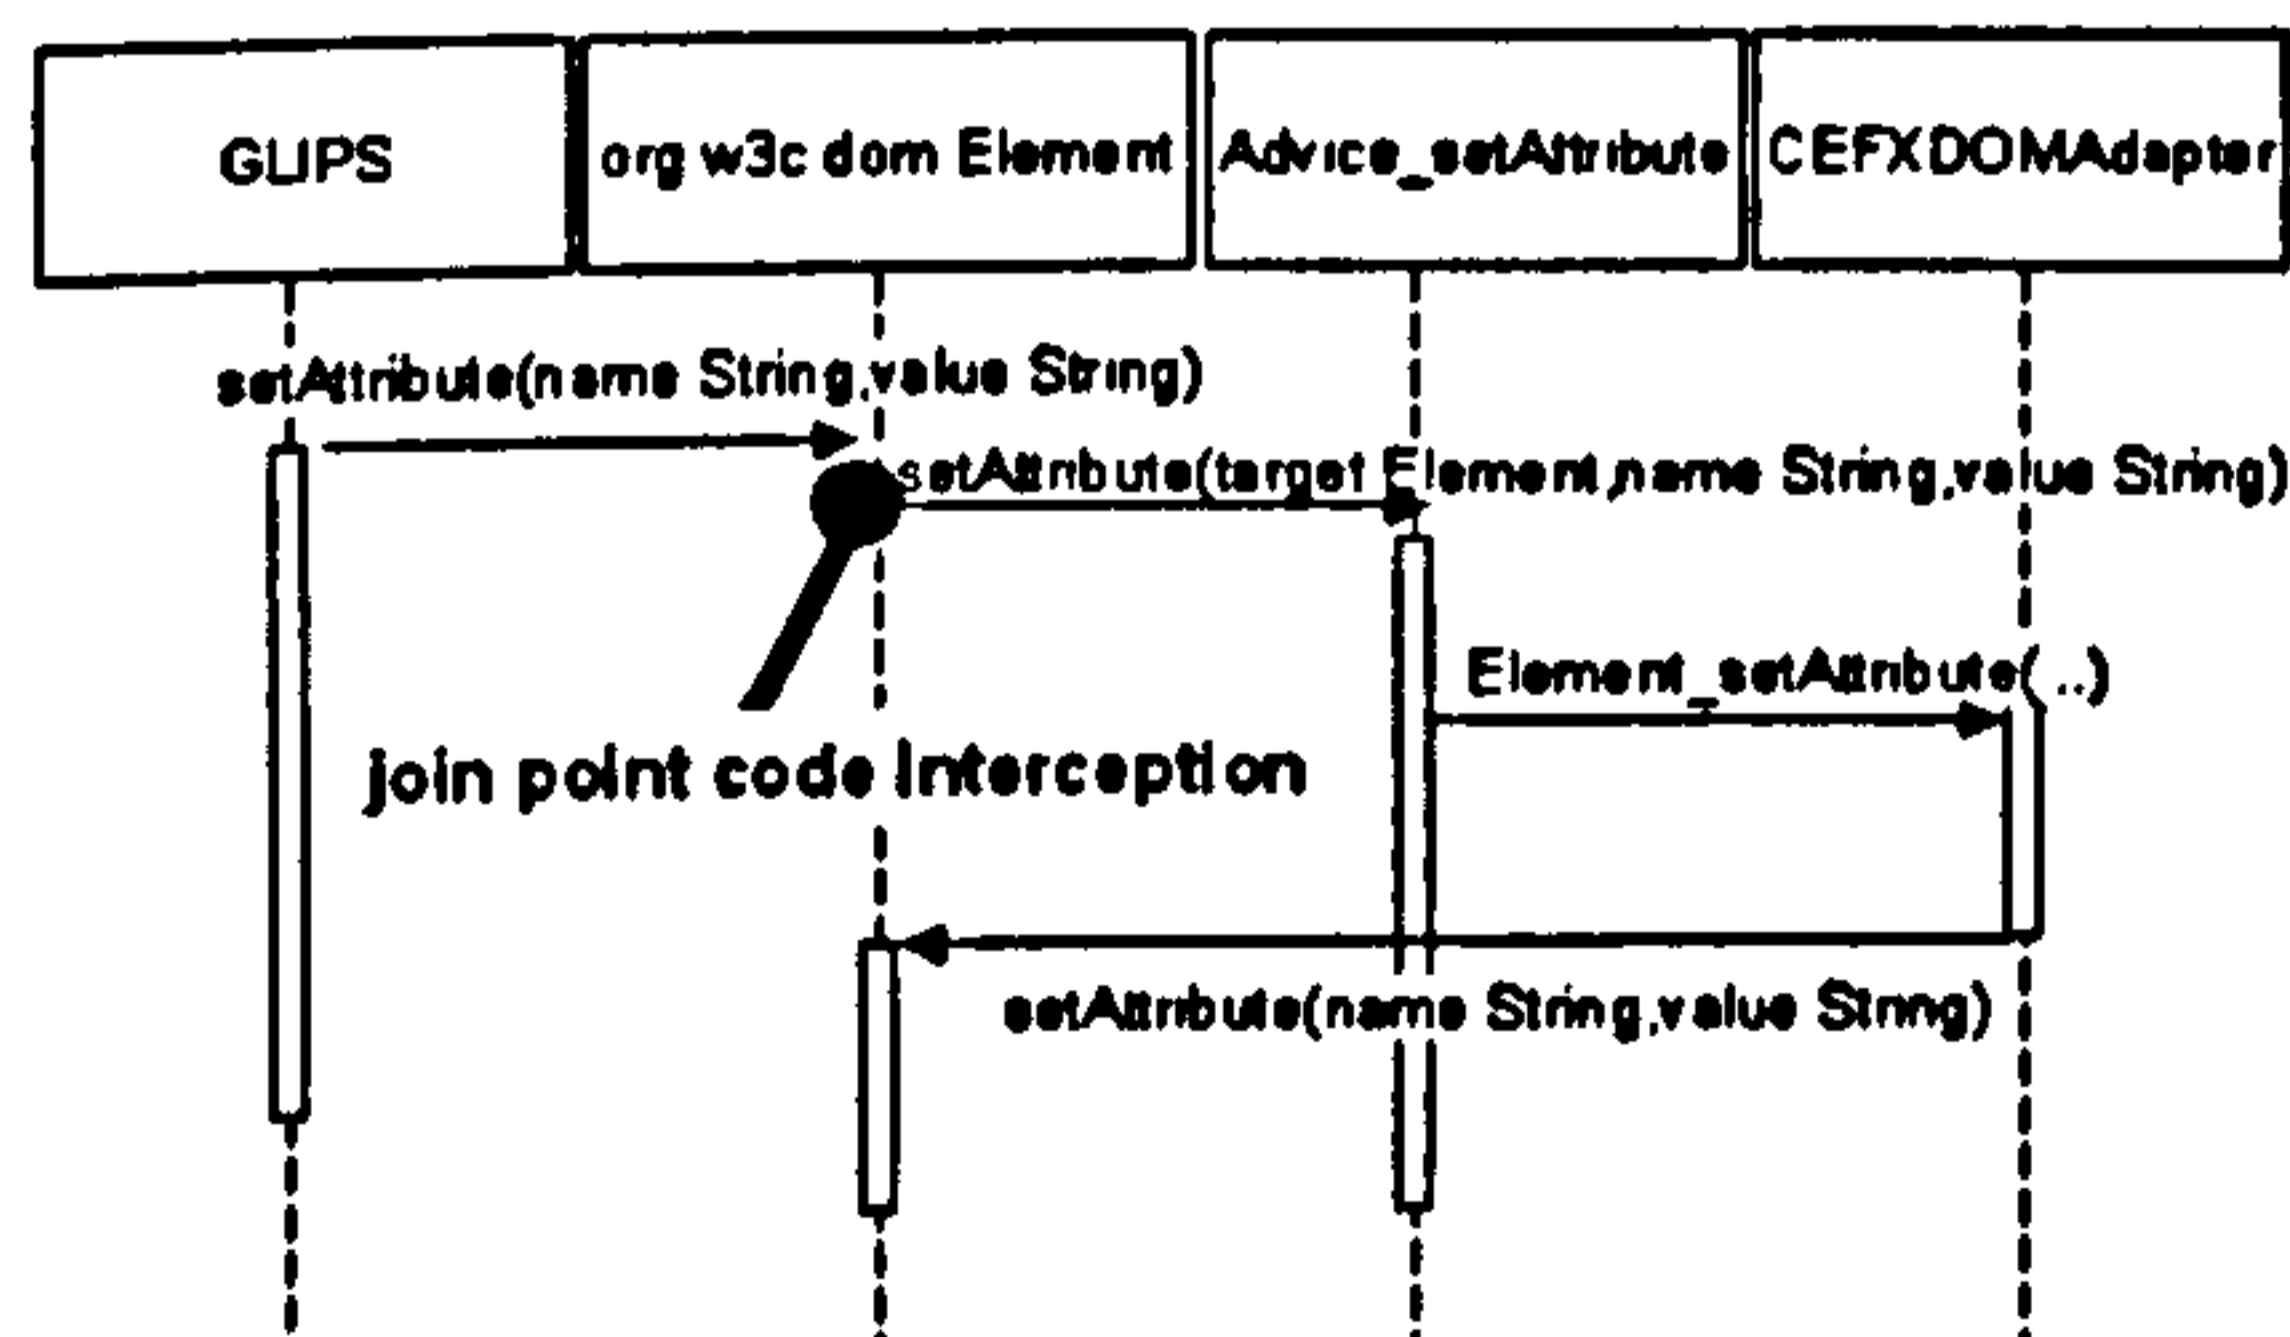 GLIPS
org w3c dom Element
Advice_setAttribute
CEFXDOMAdapter
setAttribute(name String,value String)
setAttribute(target Element,name String,value String)
Element_setAttribute(...)
join point code Interception
setAttribute(name String,value String)